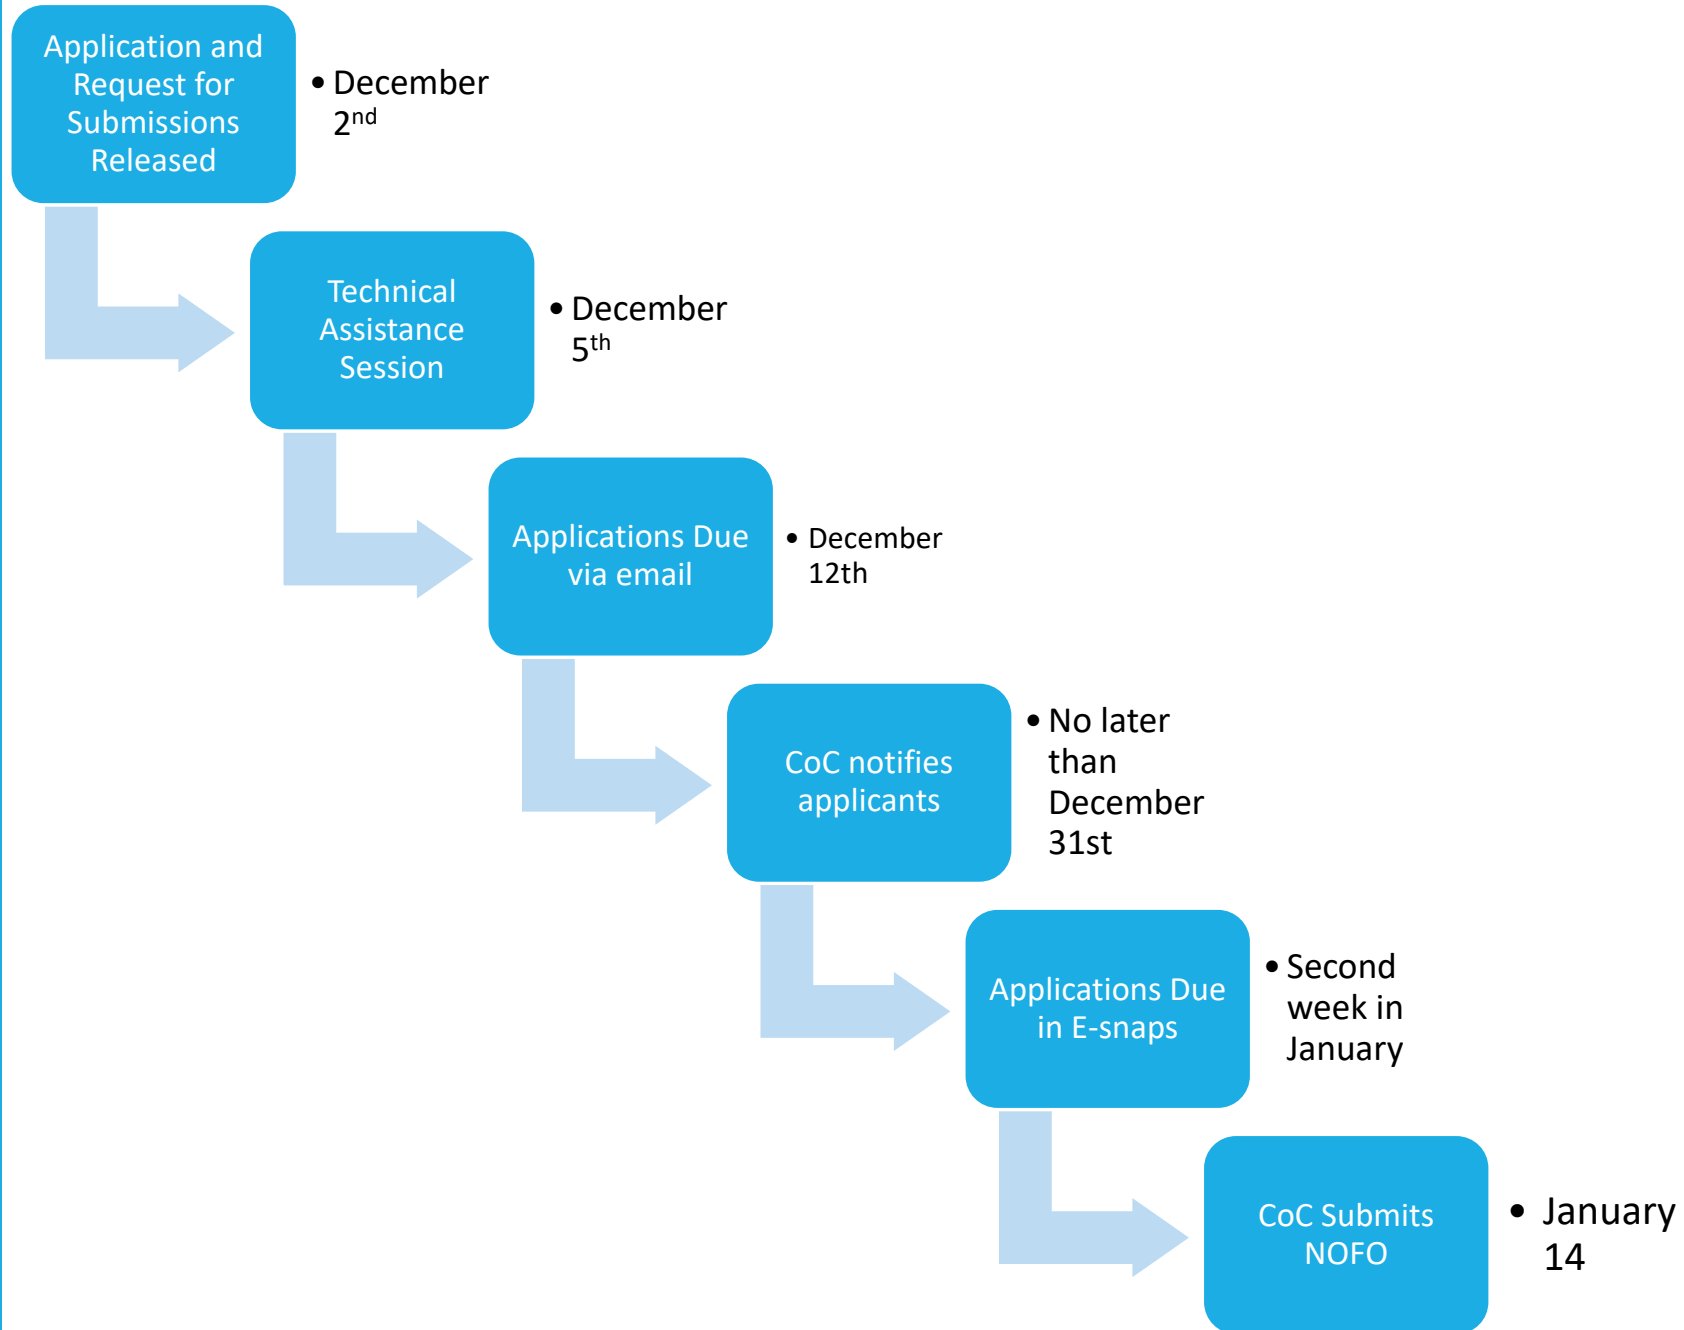 Application and
Request for
Submissions
Released
• December
2nd
Technical
Assistance
Session
• December
5th
Applications Due
via email
• December
12th
CoC notifies
applicants
• No later
than
December
31st
Applications Due
in E-snaps
• Second
week in
January
CoC Submits
NOFO
• January
14